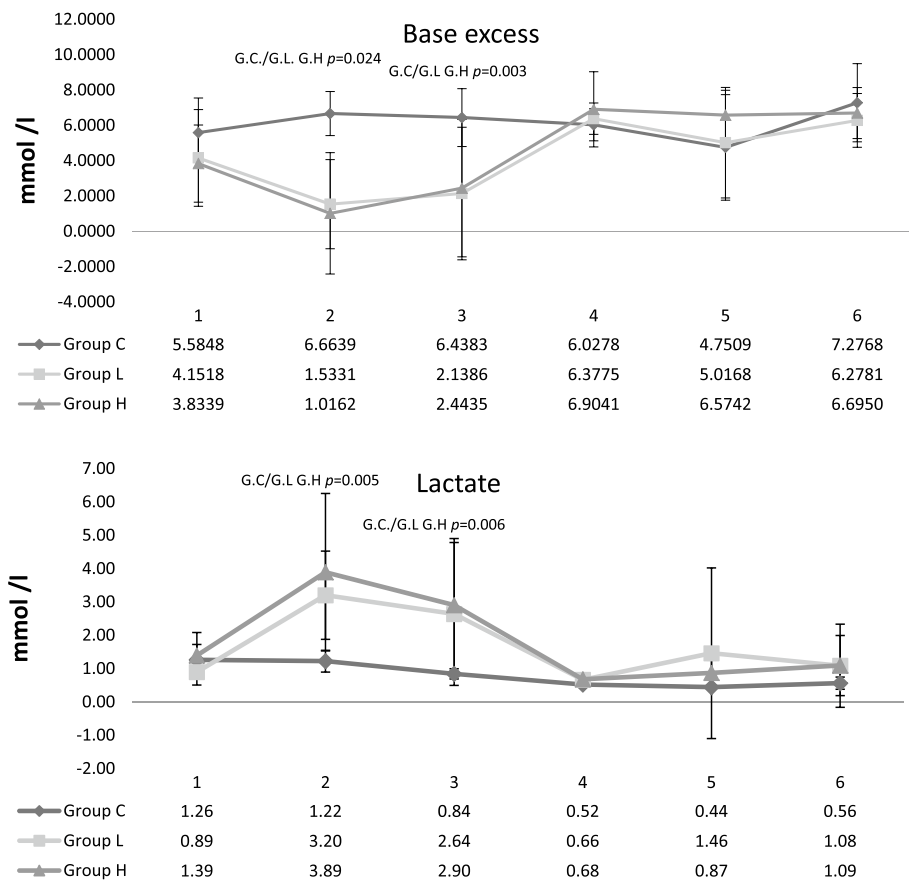 12.0000
Base excess
10.0000
G.C./G.L. G.H p=0.024
G.C/G.L G.H p=0.003
8.0000
6.0000
4.0000
2.0000
0.0000
-2.0000
-4.0000
mmol /l
1 2 3 4 5 6
Group C 5.5848 6.6639 6.4383 6.0278 4.7509 7.2768
Group L 4.1518 1.5331 2.1386 6.3775 5.0168 6.2781
Group H 3.8339 1.0162 2.4435 6.9041 6.5742 6.6950
7.00
G.C/G.L G.H p=0.005
Lactate
6.00
G.C./G.L G.H p=0.006
5.00
4.00
3.00
2.00
1.00
0.00
-1.00
-2.00
mmol /l
1 2 3 4 5 6
Group C 1.26 1.22 0.84 0.52 0.44 0.56
Group L 0.89 3.20 2.64 0.66 1.46 1.08
Group H 1.39 3.89 2.90 0.68 0.87 1.09